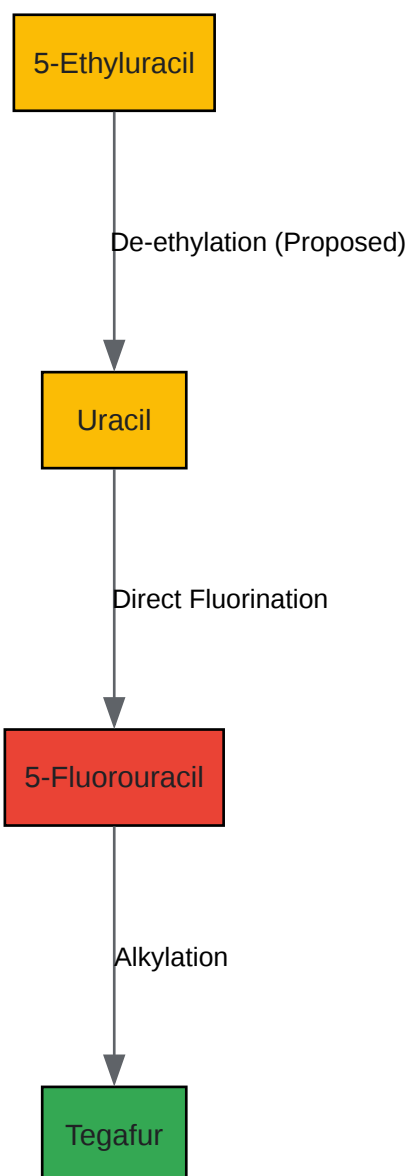 5-Ethyluracil
De-ethylation (Proposed)
Uracil
Direct Fluorination
5-Fluorouracil
Alkylation
Tegafur